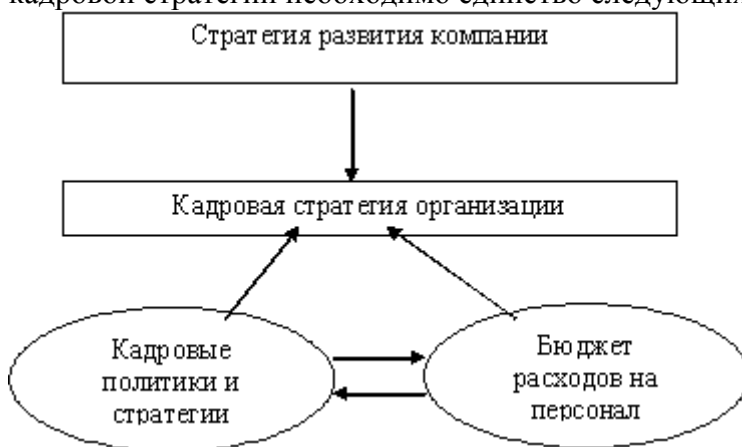 кадровой стратегии необходимо единство следующих
Стратегия развития компании
Кадровая стратегия организации
Кадровые
политики и
стратегии
Бюджет
расходов на
персонал